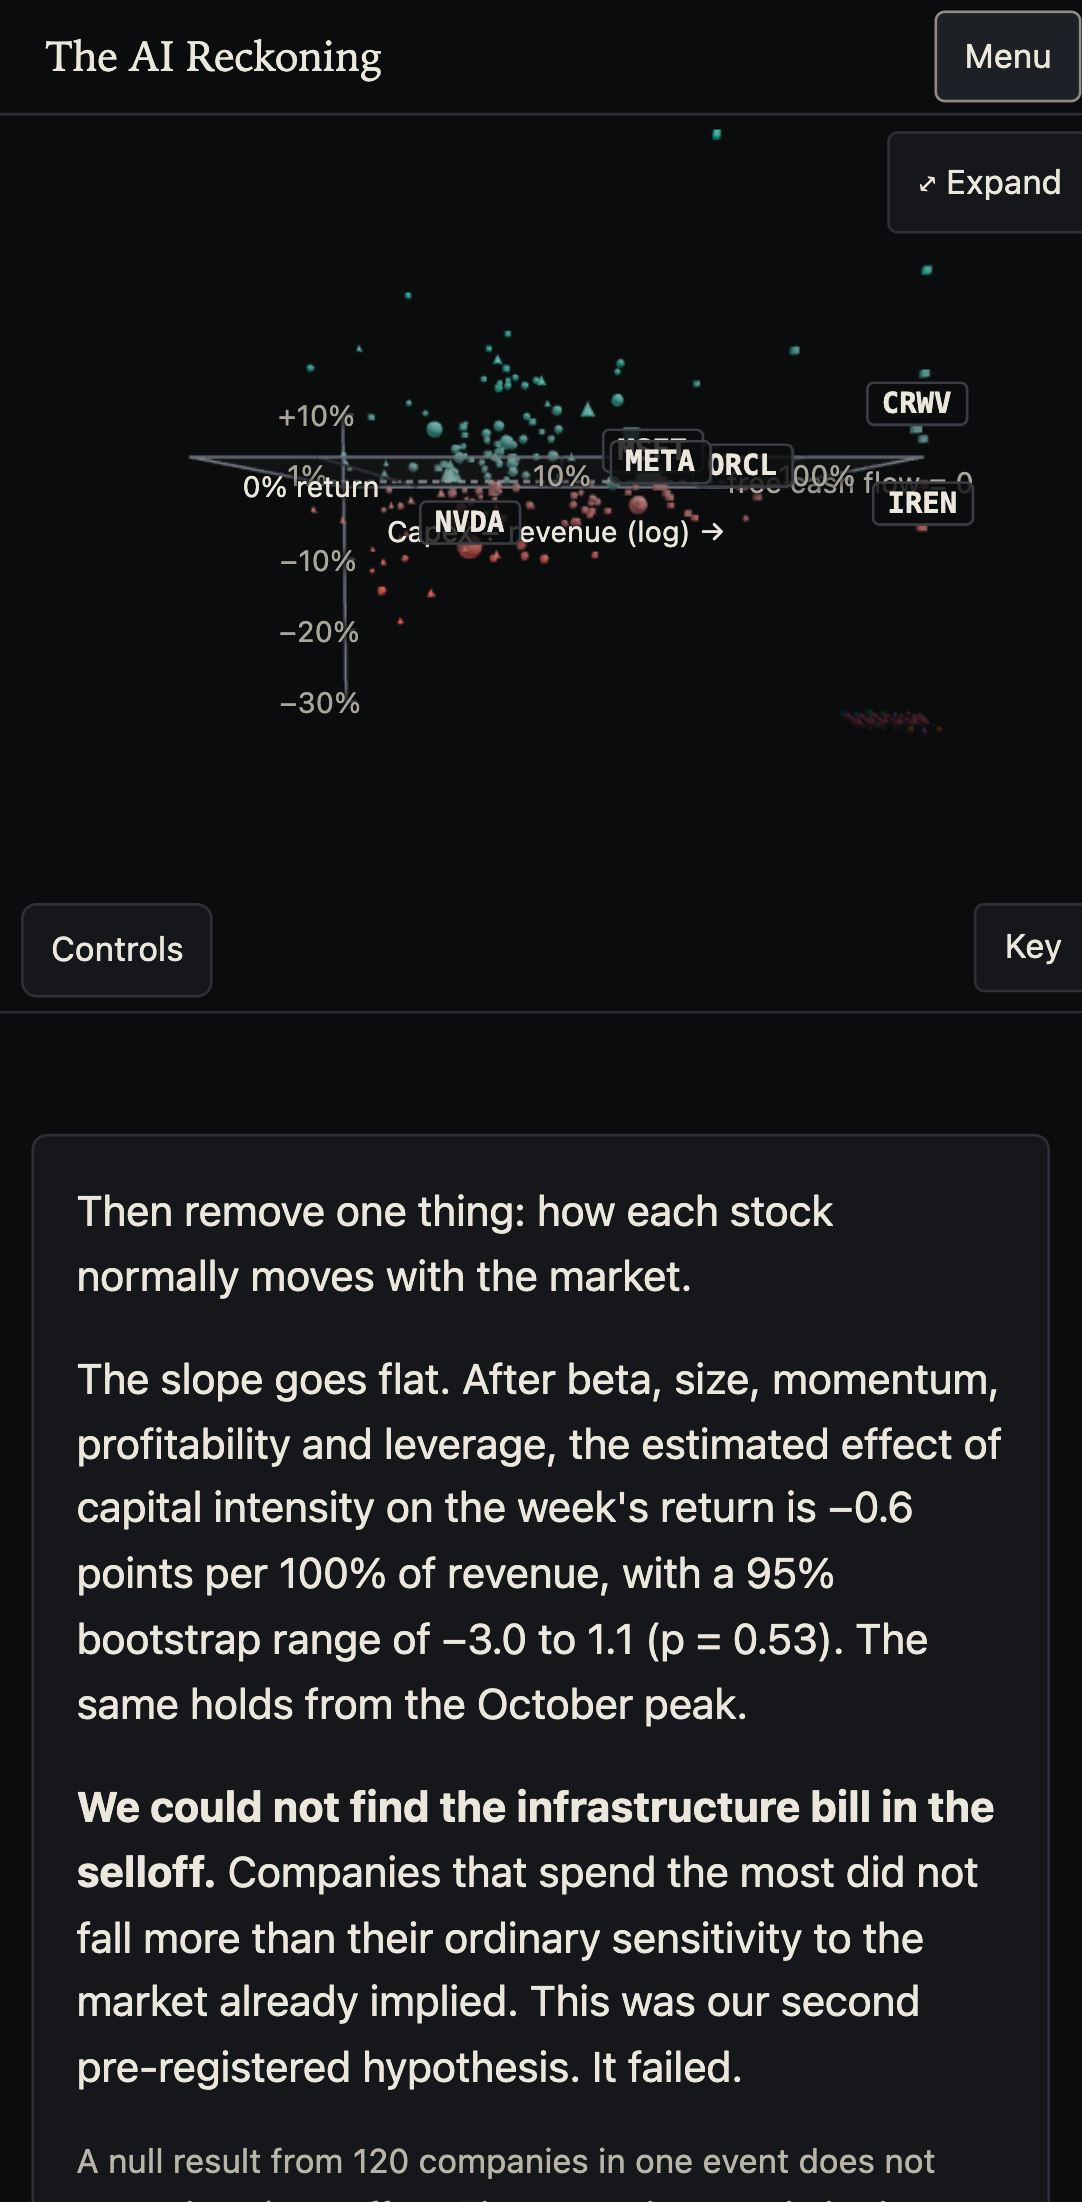 The AI Reckoning
Menu
⤢ Expand
+10%
CRWV
META
ORCL
1%
10%
100%
0% return
free cash flow = 0
IREN
NVDA
revenue (log) →
−10%
−20%
−30%
Controls
Key
Then remove one thing: how each stock
normally moves with the market.
The slope goes flat. After beta, size, momentum,
profitability and leverage, the estimated effect of
capital intensity on the week's return is −0.6
points per 100% of revenue, with a 95%
bootstrap range of −3.0 to 1.1 (p = 0.53). The
same holds from the October peak.
We could not find the infrastructure bill in the
selloff. Companies that spend the most did not
fall more than their ordinary sensitivity to the
market already implied. This was our second
pre-registered hypothesis. It failed.
A null result from 120 companies in one event does not